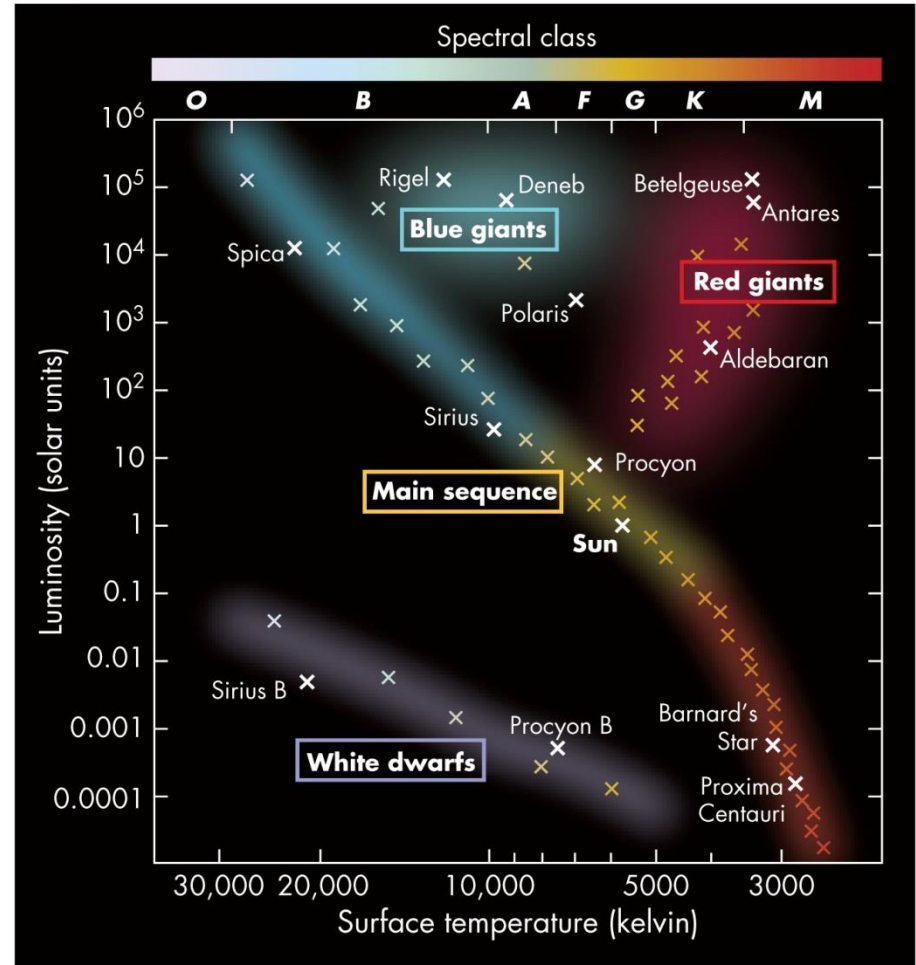 Spectral class
O B A F G K M
10⁶
10⁵
10⁴
10³
10²
10
1
0.1
0.01
0.001
0.0001
Luminosity (solar units)
Rigel
Deneb
Betelgeuse
Antares
Blue giants
Spica
Red giants
Polaris
Aldebaran
Sirius
Procyon
Main sequence
Sun
Sirius B
Barnard's
Star
Procyon B
White dwarfs
Proxima
Centauri
30,000 20,000 10,000 5000 3000
Surface temperature (kelvin)